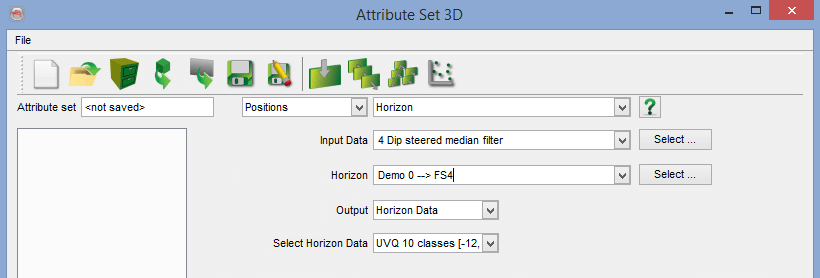 Attribute Set 3D
File
Attribute set <not saved> Positions Horizon ?
Input Data 4 Dip steered median filter Select ...
Horizon Demo 0 --> FS4 Select ...
Output Horizon Data
Select Horizon Data UVQ 10 classes [-12,